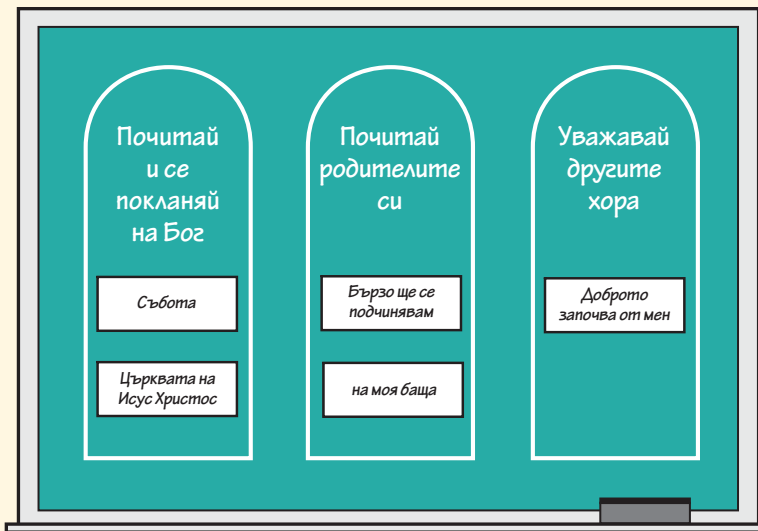 Почитай
и се
покланяй
на Бог
Събота
Църквата на
Исус Христос
Почитай
родителите
си
Бързо ще се
подчинявам
на моя баща
Уважавай
другите
хора
Доброто
започва от мен